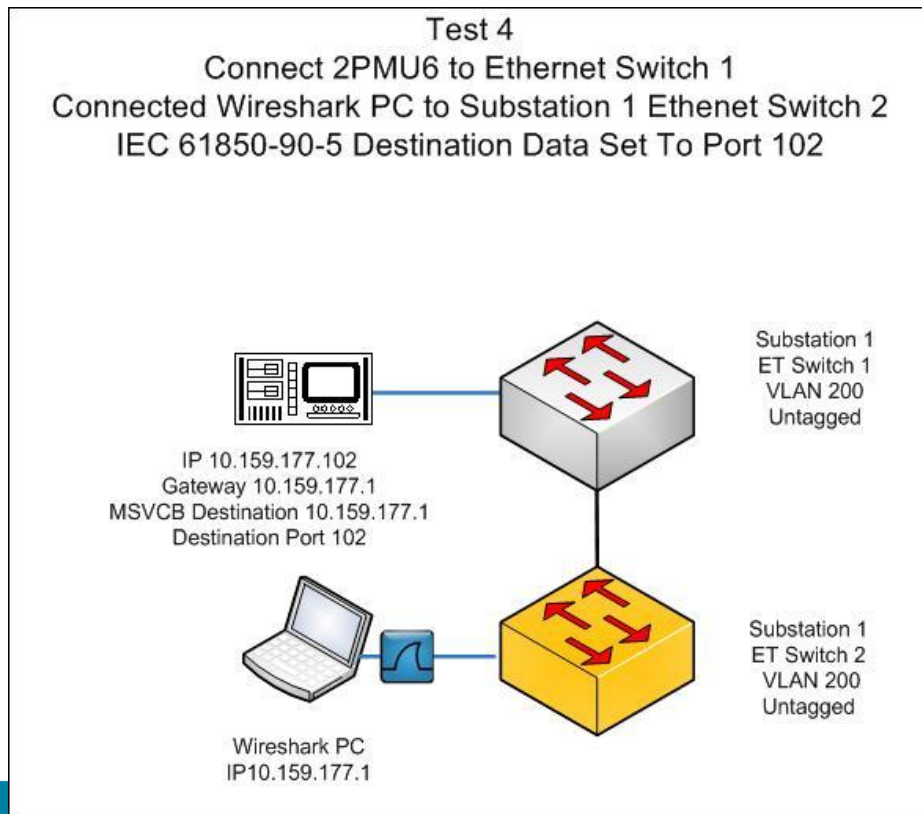 Test 4
Connect 2PMU6 to Ethernet Switch 1
Connected Wireshark PC to Substation 1 Ethenet Switch 2
IEC 61850-90-5 Destination Data Set To Port 102
Substation 1
ET Switch 1
VLAN 200
Untagged
IP 10.159.177.102
Gateway 10.159.177.1
MSVCB Destination 10.159.177.1
Destination Port 102
Substation 1
ET Switch 2
VLAN 200
Untagged
Wireshark PC
IP10.159.177.1